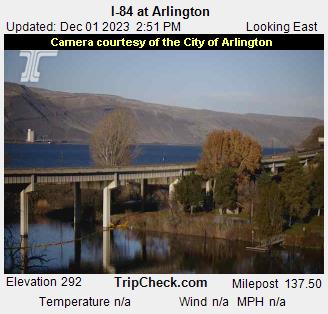 I-84 at Arlington
Updated: Dec 01 2023 2:51 PM Looking East
Camera courtesy of the City of Arlington
Elevation 292 TripCheck.com Milepost 137.50
Temperature n/a Wind n/a MPH n/a